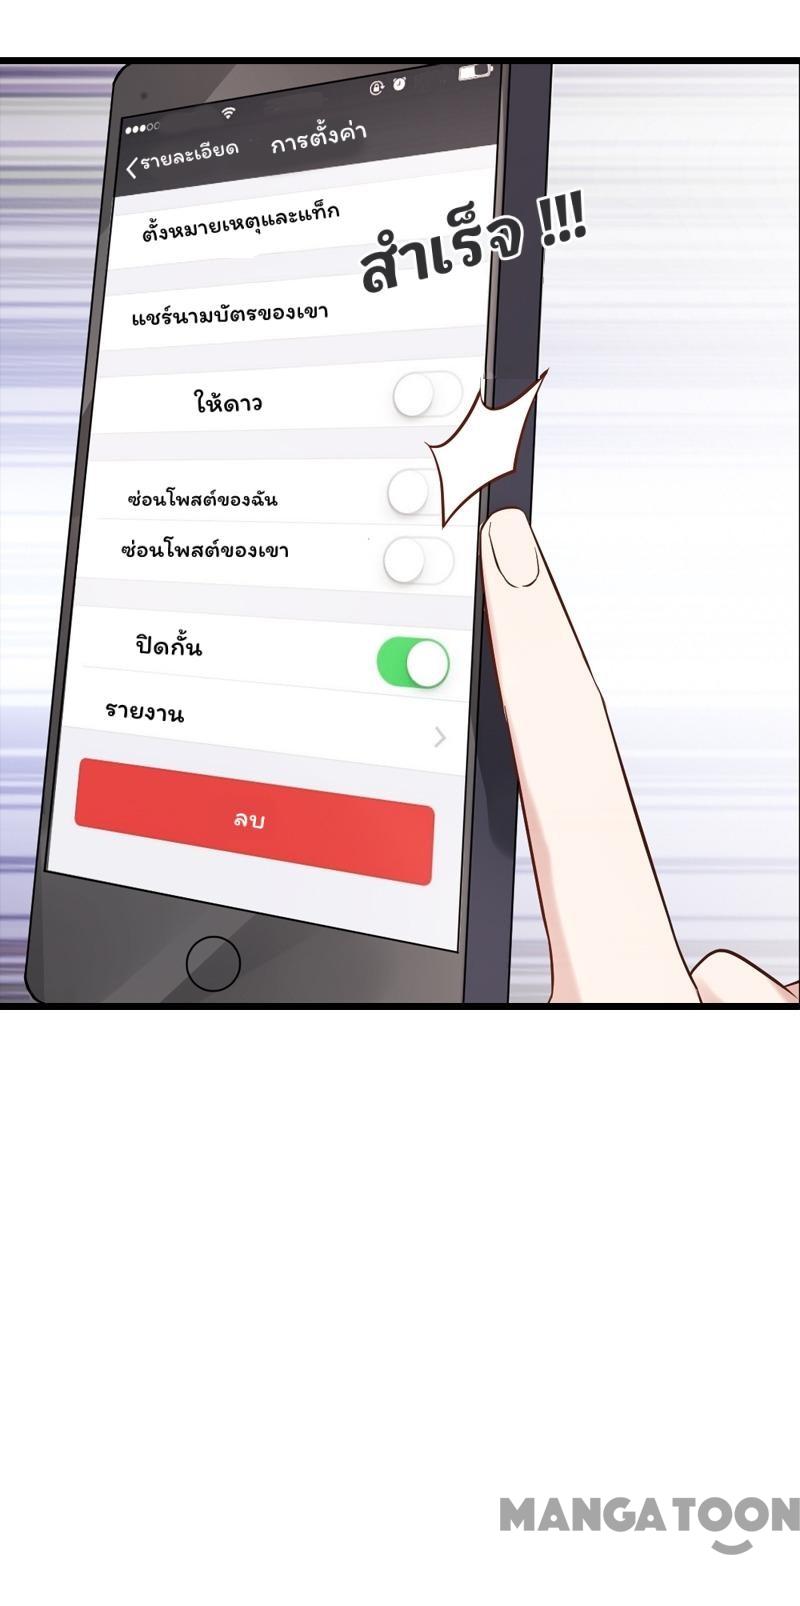 รายละเอียด การตั้งค่า
ตั้งหมายเหตุและแท็ก
สำเร็จ !!!
แชร์นามบัตรของเขา
ให้ดาว
ซ่อนโพสต์ของฉัน
ซ่อนโพสต์ของเขา
ปิดกั้น
รายงาน
ลบ
MANGATOON